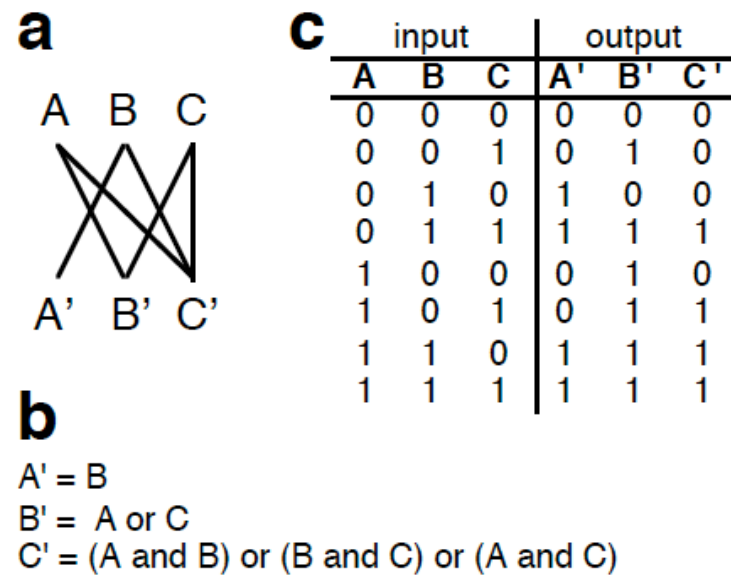 a
A B C
A' B' C'
b
A' = B
B' = A or C
C' = (A and B) or (B and C) or (A and C)
c
input output
A B C A' B' C'
0 0 0 0 0 0
0 0 1 0 1 0
0 1 0 1 0 0
0 1 1 1 1 1
1 0 0 0 1 0
1 0 1 0 1 1
1 1 0 1 1 1
1 1 1 1 1 1